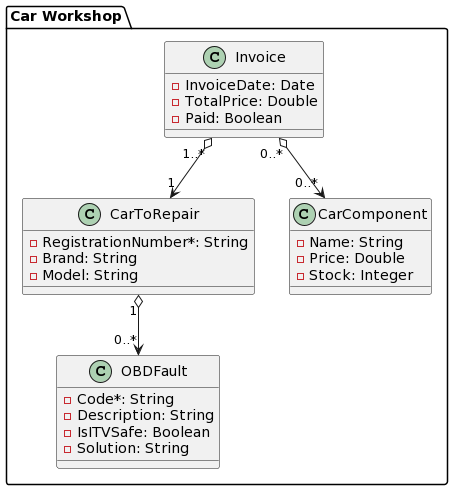 Car Workshop
C Invoice
InvoiceDate: Date
TotalPrice: Double
Paid: Boolean
1..*
0..*
1
0..*
C CarToRepair
RegistrationNumber*: String
Brand: String
Model: String
C CarComponent
Name: String
Price: Double
Stock: Integer
1
0..*
C OBDFault
Code*: String
Description: String
IsITVSafe: Boolean
Solution: String